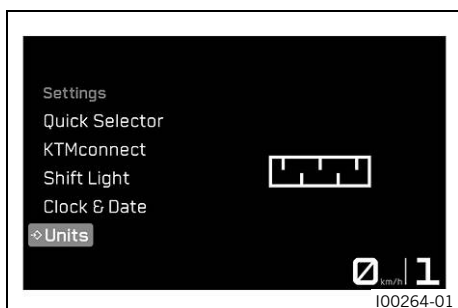 Settings
Quick Selector
KTMconnect
Shift Light
Clock & Date
Units
0 km/h 1
I00264-01